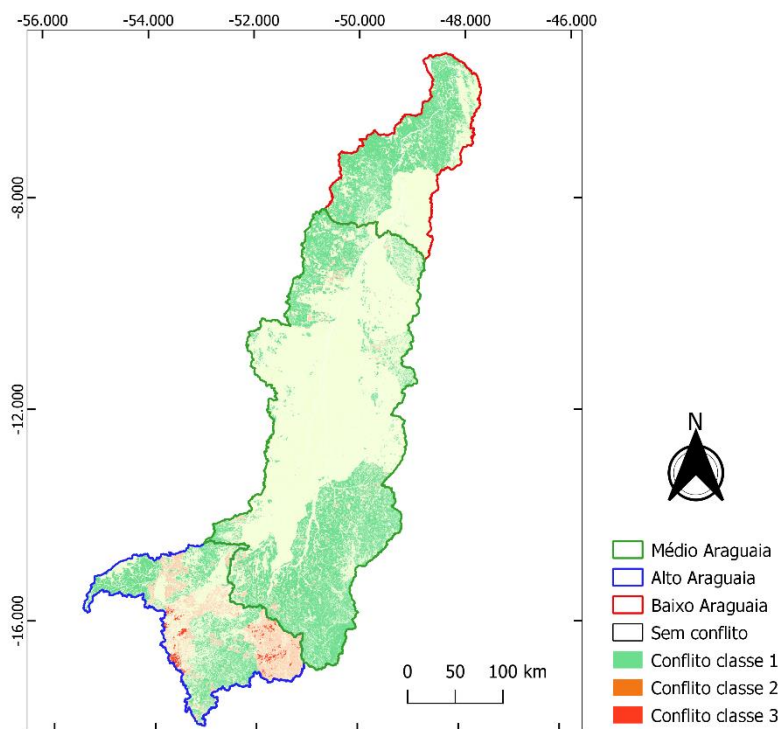 -56.000 -54.000 -52.000 -50.000 -48.000 -46.000
-8.000
-12.000
-16.000
N
Médio Araguaia
Alto Araguaia
Baixo Araguaia
Sem conflito
Conflito classe 1
Conflito classe 2
Conflito classe 3
0 50 100 km